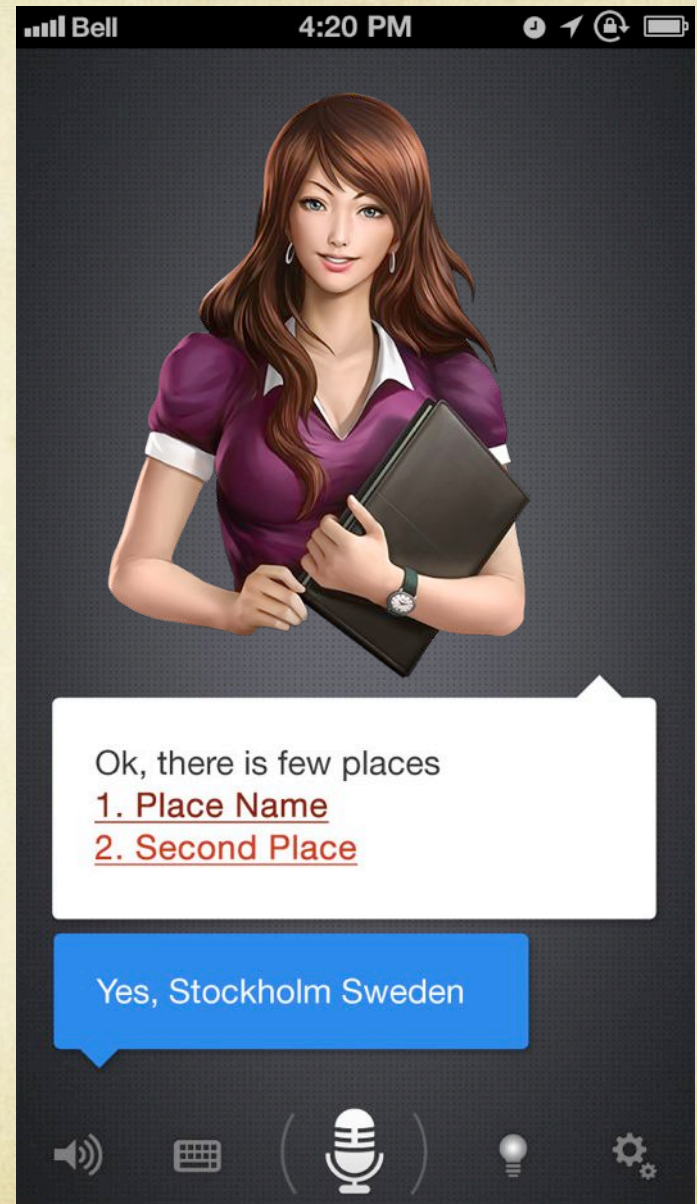 Bell 4:20 PM
Ok, there is few places
1. Place Name
2. Second Place
Yes, Stockholm Sweden